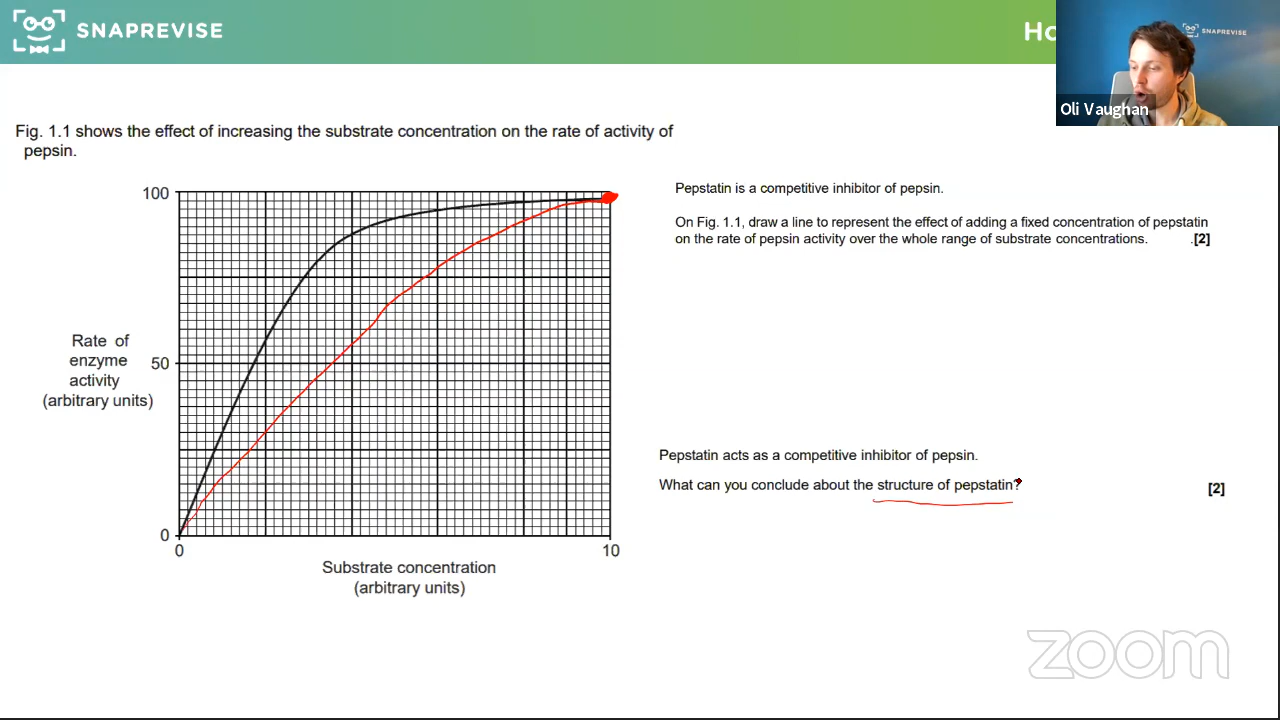 SNAPREVISE
Ho
SNAPREVISE
Oli Vaughan
Fig. 1.1 shows the effect of increasing the substrate concentration on the rate of activity of
pepsin.
100
Rate of
enzyme
activity
(arbitrary units)
50
0
0
10
Substrate concentration
(arbitrary units)
Pepstatin is a competitive inhibitor of pepsin.
On Fig. 1.1, draw a line to represent the effect of adding a fixed concentration of pepstatin
on the rate of pepsin activity over the whole range of substrate concentrations. .[2]
Pepstatin acts as a competitive inhibitor of pepsin.
What can you conclude about the structure of pepstatin? [2]
zoom